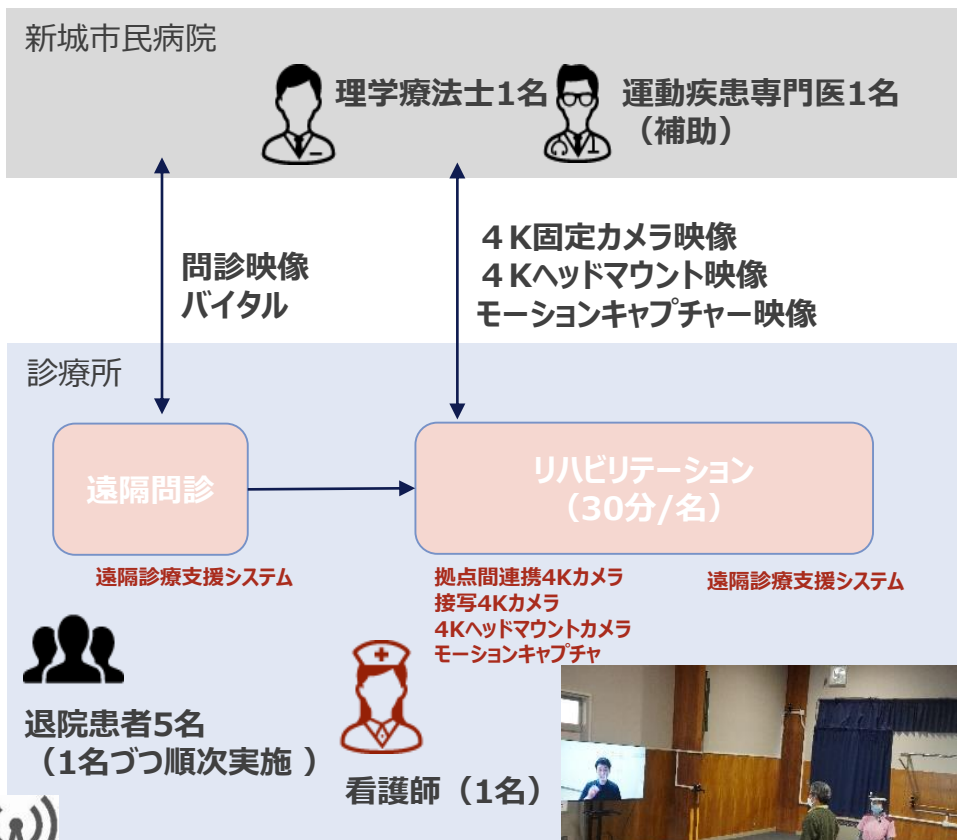 新城市民病院
理学療法士1名
運動疾患専門医1名
（補助）
問診映像
バイタル
４K固定カメラ映像
４Kヘッドマウント映像
モーションキャプチャー映像
診療所
遠隔問診
リハビリテーション
（30分/名）
遠隔診療支援システム
拠点間連携4Kカメラ
接写4Kカメラ
4Kヘッドマウントカメラ
モーションキャプチャ
遠隔診療支援システム
退院患者5名
（1名づつ順次実施 ）
看護師（1名）